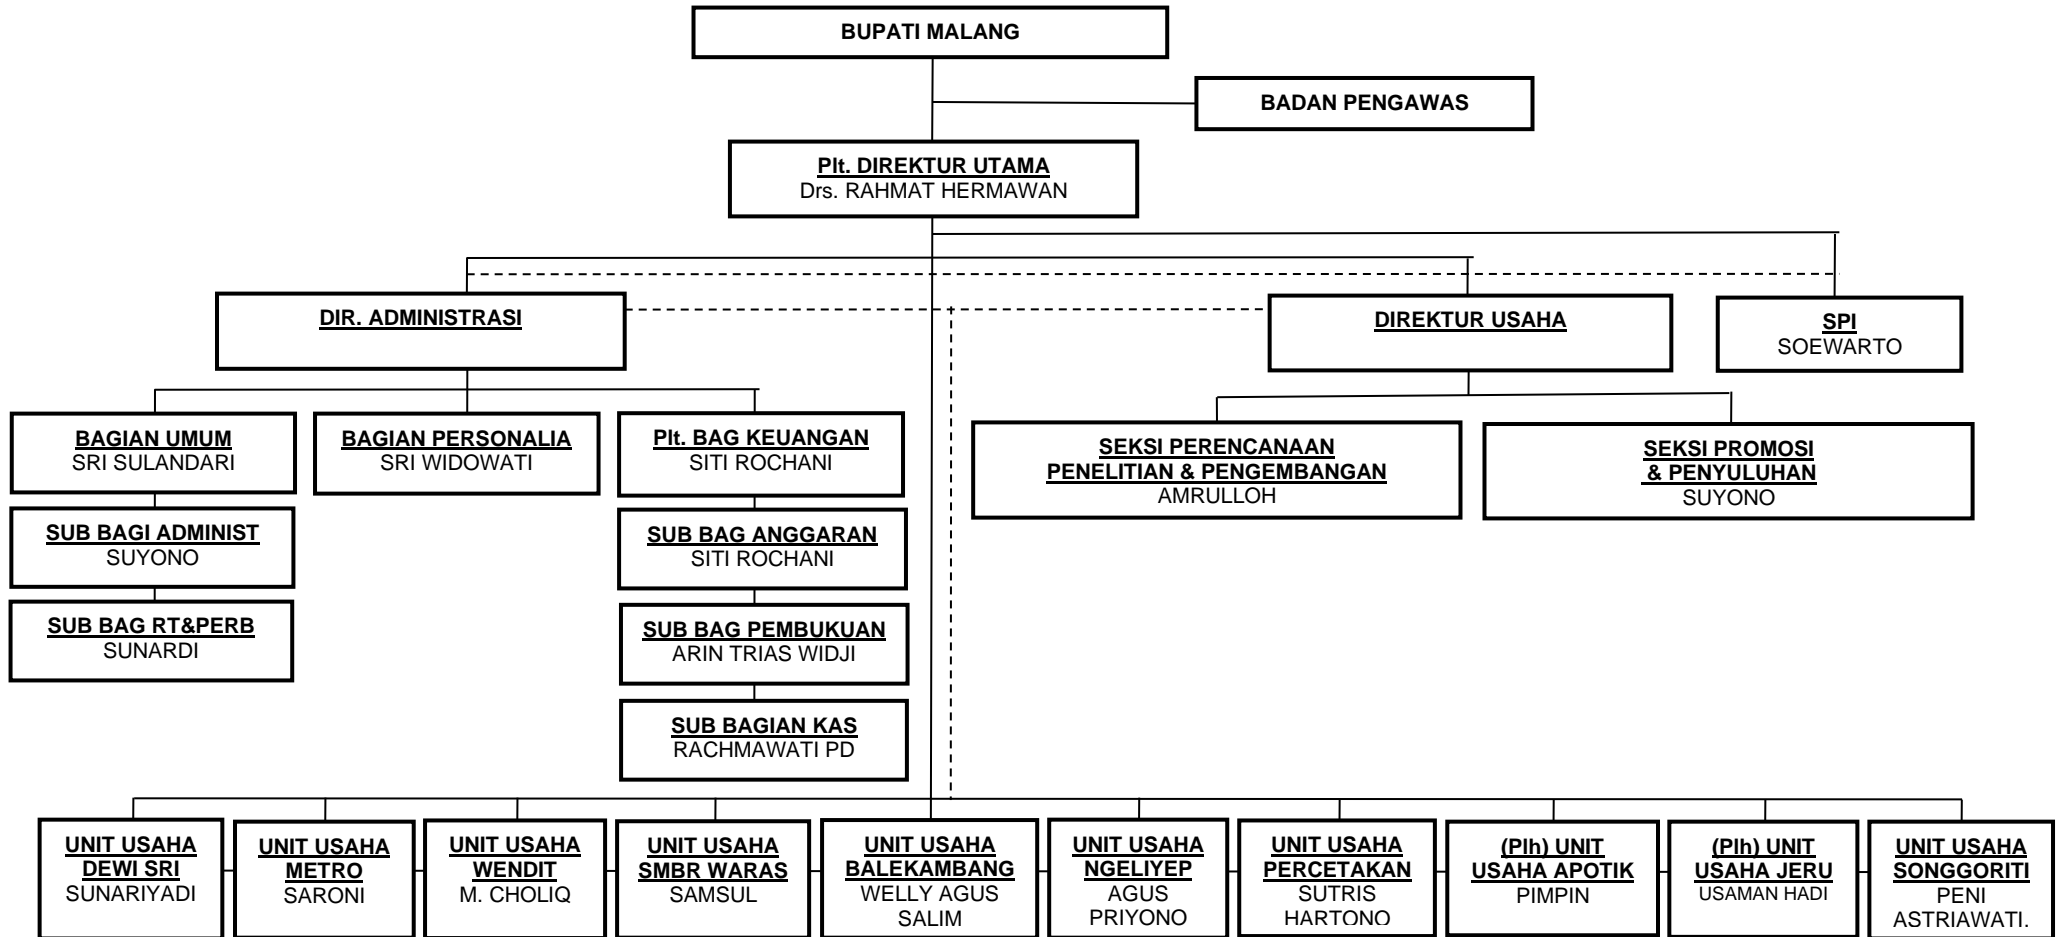 BUPATI MALANG
BADAN PENGAWAS
Plt. DIREKTUR UTAMA
Drs. RAHMAT HERMAWAN
DIR. ADMINISTRASI
DIREKTUR USAHA
SPI
SOEWARTO
BAGIAN UMUM
SRI SULANDARI
BAGIAN PERSONALIA
SRI WIDOWATI
Plt. BAG KEUANGAN
SITI ROCHANI
SEKSI PERENCANAAN
PENELITIAN & PENGEMBANGAN
AMRULLOH
SEKSI PROMOSI
& PENYULUHAN
SUYONO
SUB BAGI ADMINIST
SUYONO
SUB BAG ANGGARAN
SITI ROCHANI
SUB BAG RT&PERB
SUNARDI
SUB BAG PEMBUKUAN
ARIN TRIAS WIDJI
SUB BAGIAN KAS
RACHMAWATI PD
UNIT USAHA
DEWI SRI
SUNARIYADI
UNIT USAHA
METRO
SARONI
UNIT USAHA
WENDIT
M. CHOLIQ
UNIT USAHA
SMBR WARAS
SAMSUL
UNIT USAHA
BALEKAMBANG
WELLY AGUS
SALIM
UNIT USAHA
NGELIYEP
AGUS
PRIYONO
UNIT USAHA
PERCETAKAN
SUTRIS
HARTONO
(Plh) UNIT
USAHA APOTIK
PIMPIN
(Plh) UNIT
USAHA JERU
USAMAN HADI
UNIT USAHA
SONGGORITI
PENI
ASTRIAWATI.